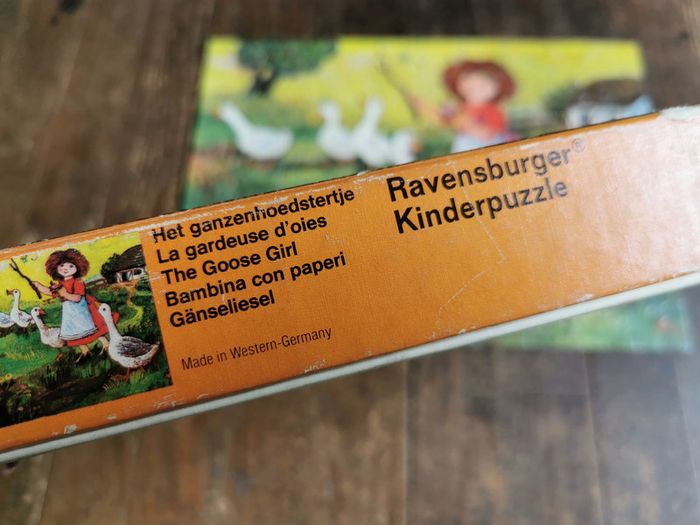 Het ganzenhoedstertje
La gardeuse d'oies
The Goose Girl
Bambina con paperi
Gänseliesel
Made in Western-Germany
Ravensburger®
Kinderpuzzle